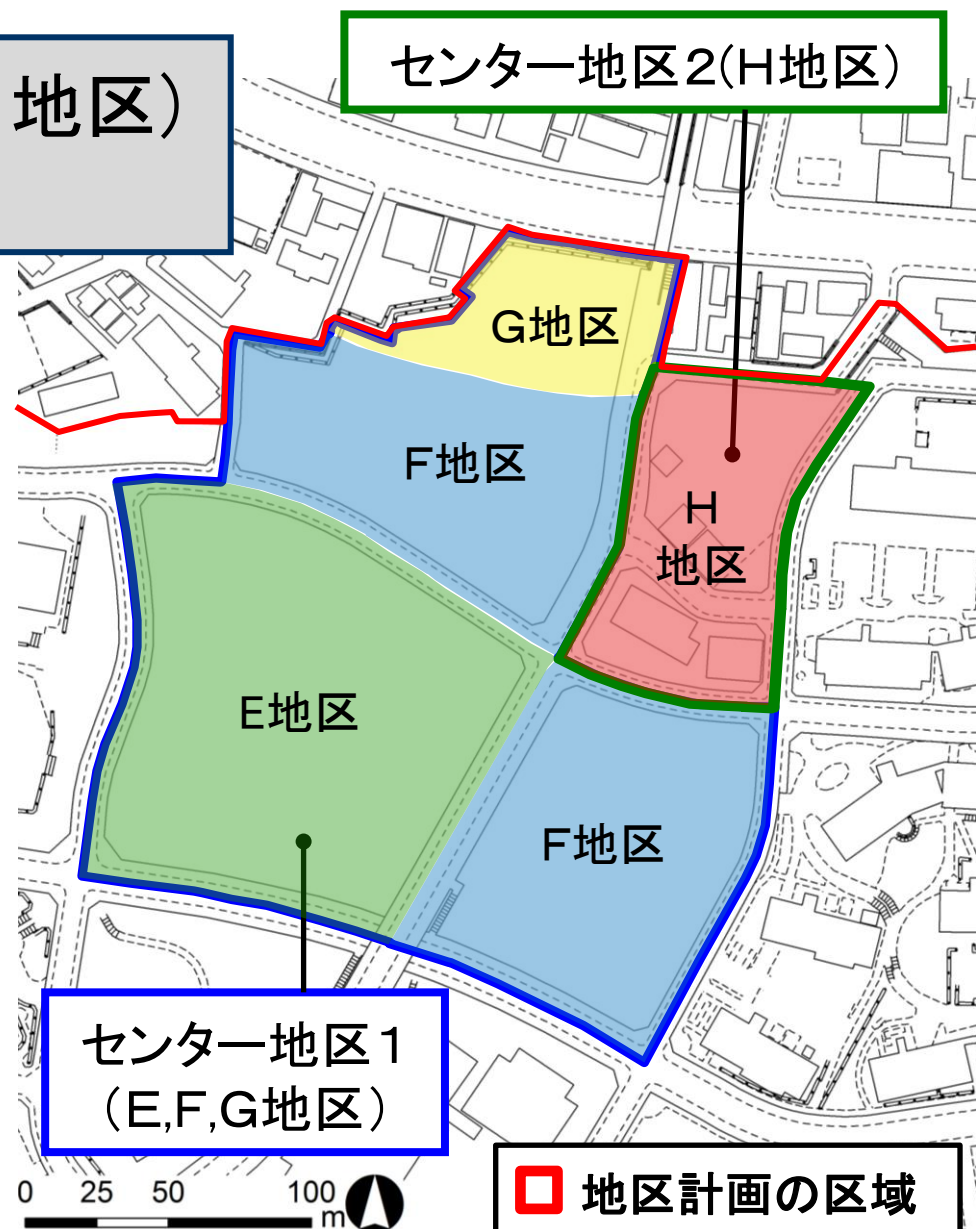 地区)
センター地区2(H地区)
G地区
F地区
H
地区
E地区
F地区
センター地区1
(E,F,G地区)
0 25 50 100
m
地区計画の区域